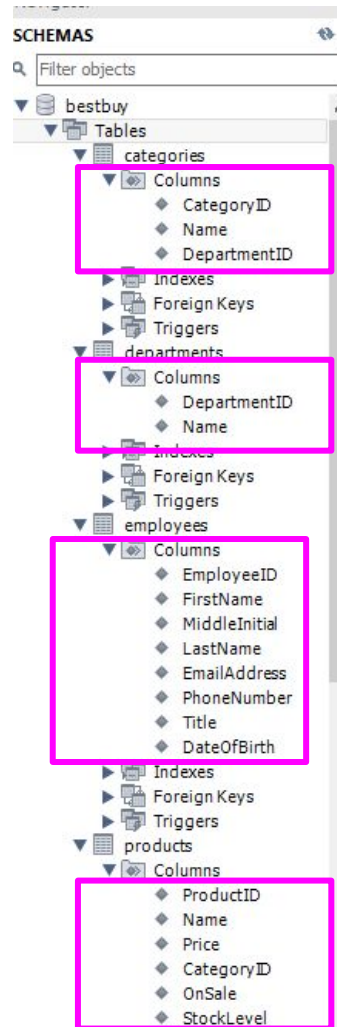 SCHEMAS
Filter objects
bestbuy
Tables
categories
Columns
CategoryID
Name
DepartmentID
Indexes
Foreign Keys
Triggers
departments
Columns
DepartmentID
Name
Indexes
Foreign Keys
Triggers
employees
Columns
EmployeeID
FirstName
MiddleInitial
LastName
EmailAddress
PhoneNumber
Title
DateOfBirth
Indexes
Foreign Keys
Triggers
products
Columns
ProductID
Name
Price
CategoryID
OnSale
StockLevel